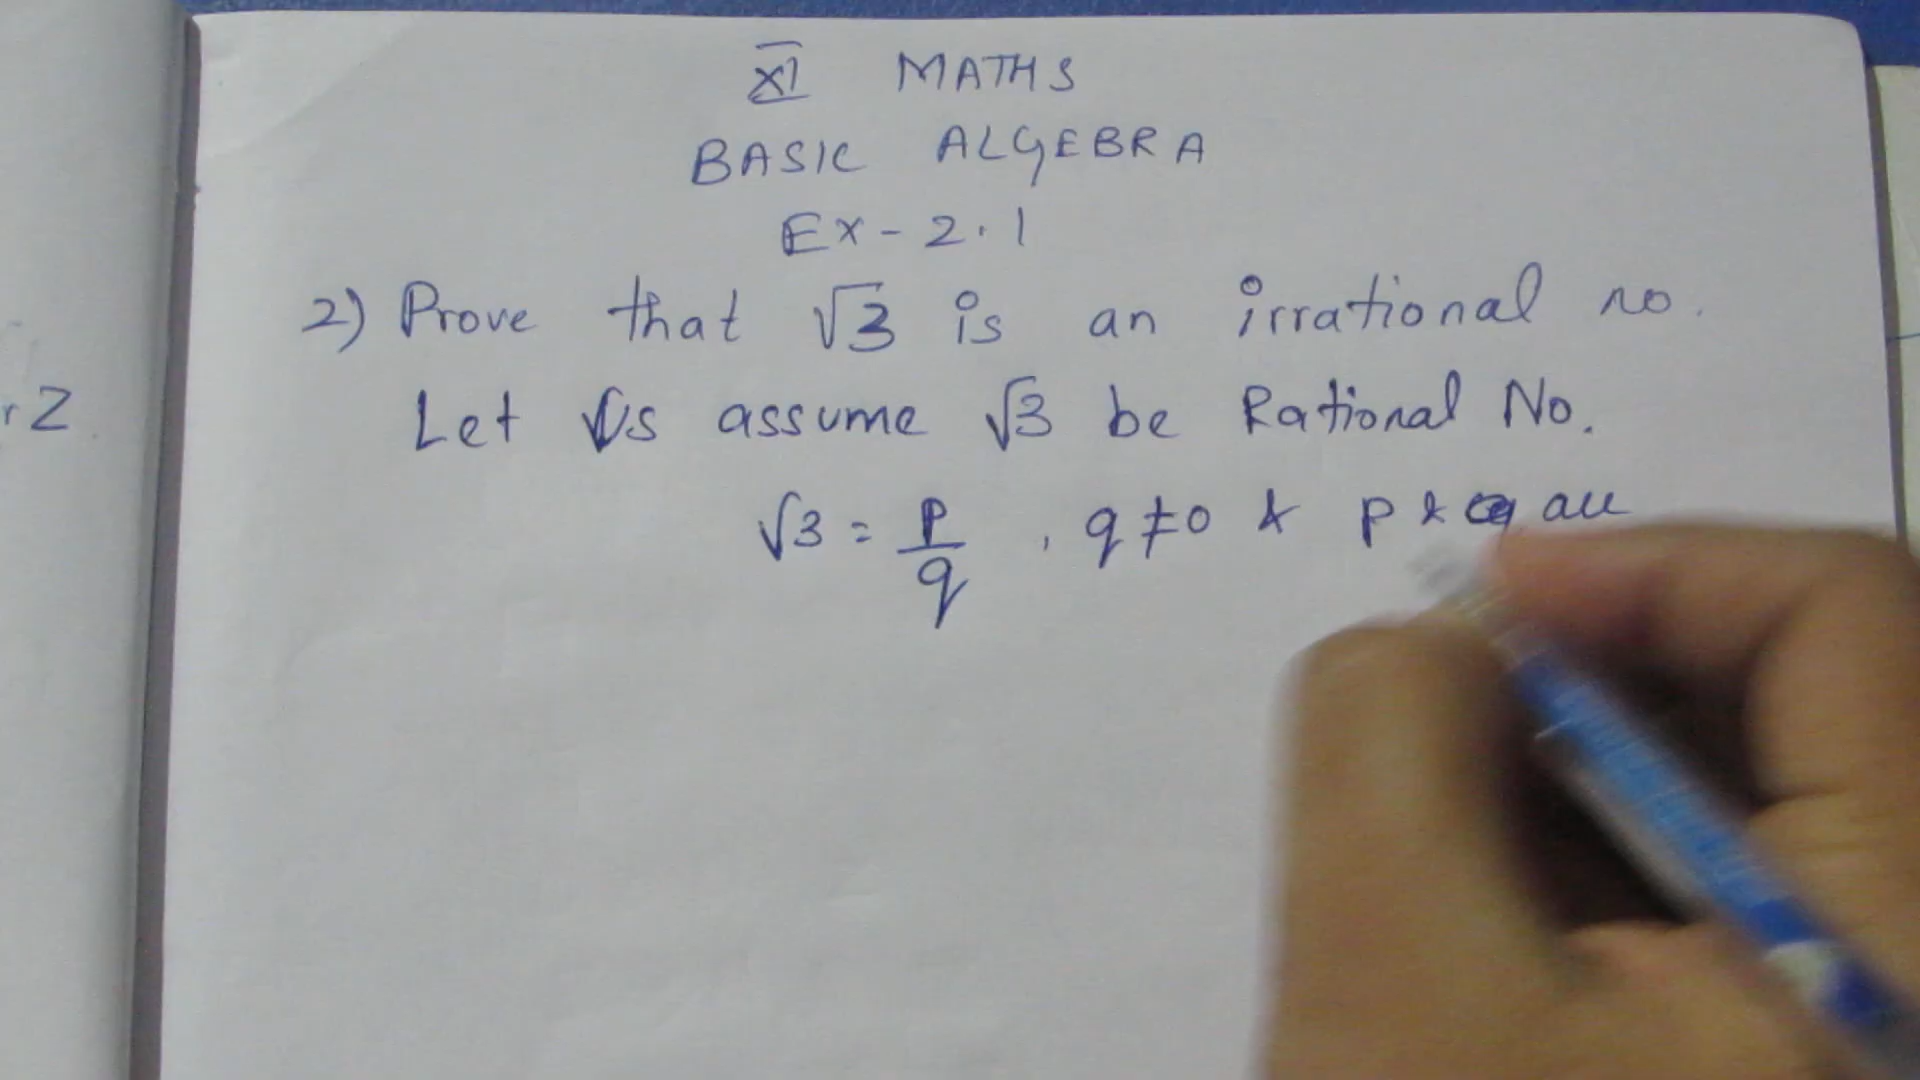 XI MATHS
BASIC ALGEBRA
Ex - 2.1
2) Prove that √3 is an irrational no.
Let Us assume √3 be Rational No.
√3 = p/q , q ≠ 0 & p & q are
r 2